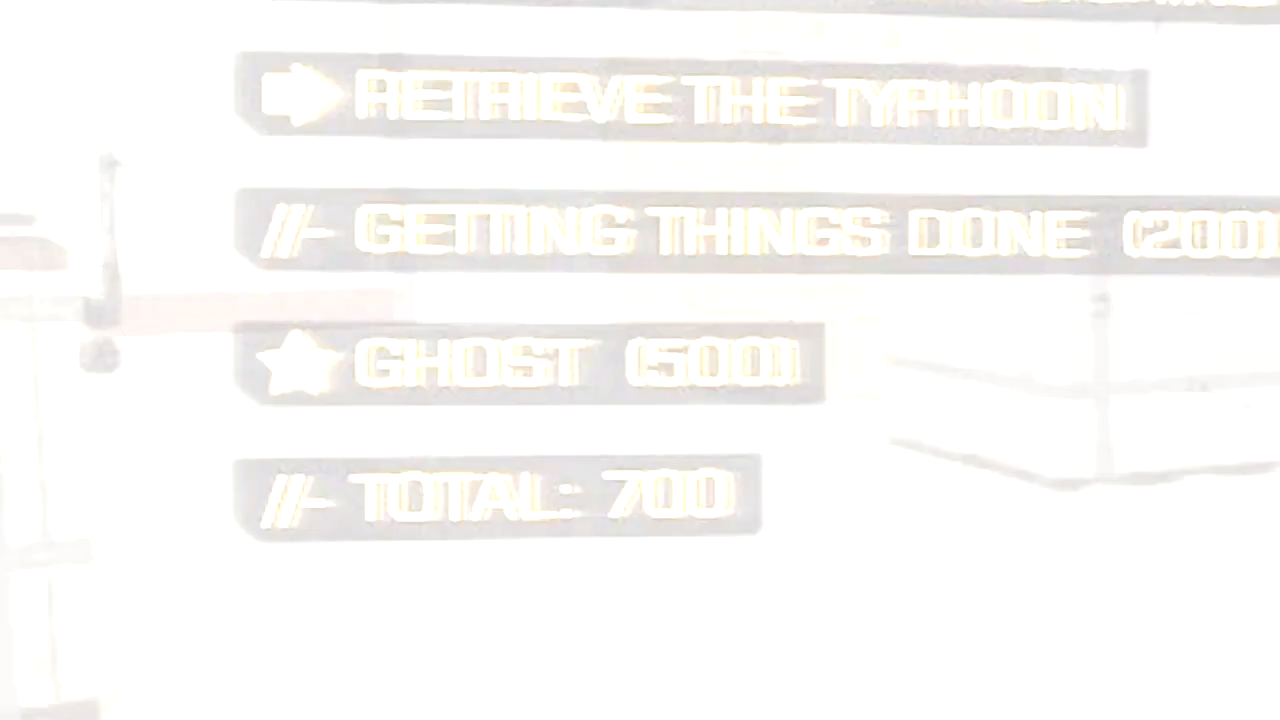 RETRIEVE THE TYPHOON
//- GETTING THINGS DONE (200)
GHOST (500)
//- TOTAL: 700